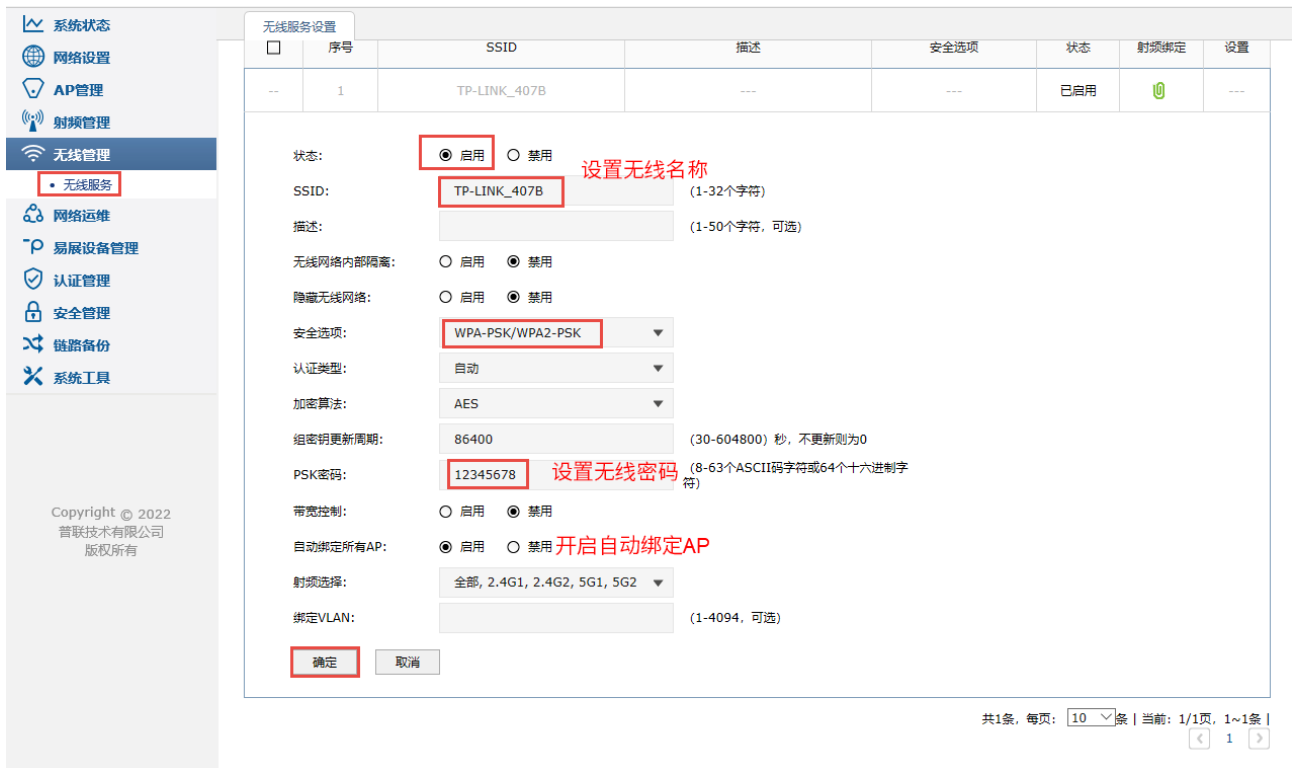 系统状态
网络设置
AP管理
射频管理
无线管理
• 无线服务
网络运维
易展设备管理
认证管理
安全管理
链路备份
系统工具
Copyright © 2022
普联技术有限公司
版权所有
无线服务设置
序号 SSID 描述 安全选项 状态 射频绑定 设置
-- 1 TP-LINK_407B --- --- 已启用 ---
状态: 启用 禁用
设置无线名称
SSID: TP-LINK_407B (1-32个字符)
描述: (1-50个字符，可选)
无线网络内部隔离: 启用 禁用
隐藏无线网络: 启用 禁用
安全选项: WPA-PSK/WPA2-PSK
认证类型: 自动
加密算法: AES
组密钥更新周期: 86400 (30-604800）秒，不更新则为0
PSK密码: 12345678 设置无线密码 (8-63个ASCII码字符或64个十六进制字
符)
带宽控制: 启用 禁用
自动绑定所有AP: 启用 禁用 开启自动绑定AP
射频选择: 全部, 2.4G1, 2.4G2, 5G1, 5G2
绑定VLAN: (1-4094，可选)
确定 取消
共1条，每页: 10 条 | 当前: 1/1页，1~1条 |
< 1 >